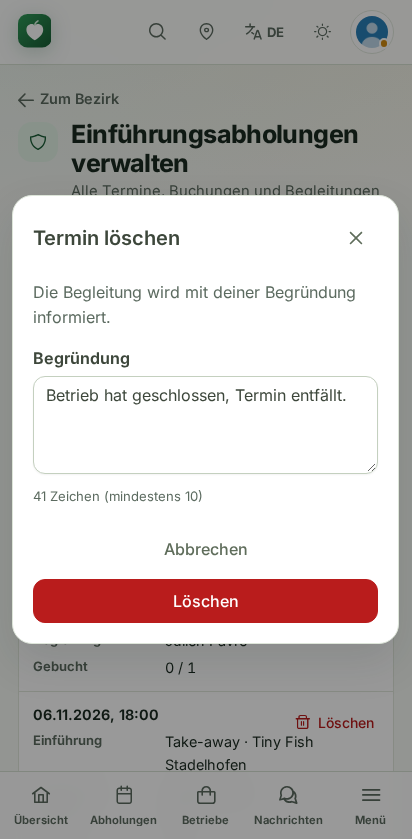 DE
Zum Bezirk
Einführungsabholungen
verwalten
Alle Termine, Buchungen und Begleitungen
Termin löschen
Die Begleitung wird mit deiner Begründung
informiert.
Begründung
Betrieb hat geschlossen, Termin entfällt.
41 Zeichen (mindestens 10)
Abbrechen
Löschen
Gebucht
0 / 1
06.11.2026, 18:00
Löschen
Einführung
Take-away · Tiny Fish
Stadelhofen
Übersicht
Abholungen
Betriebe
Nachrichten
Menü